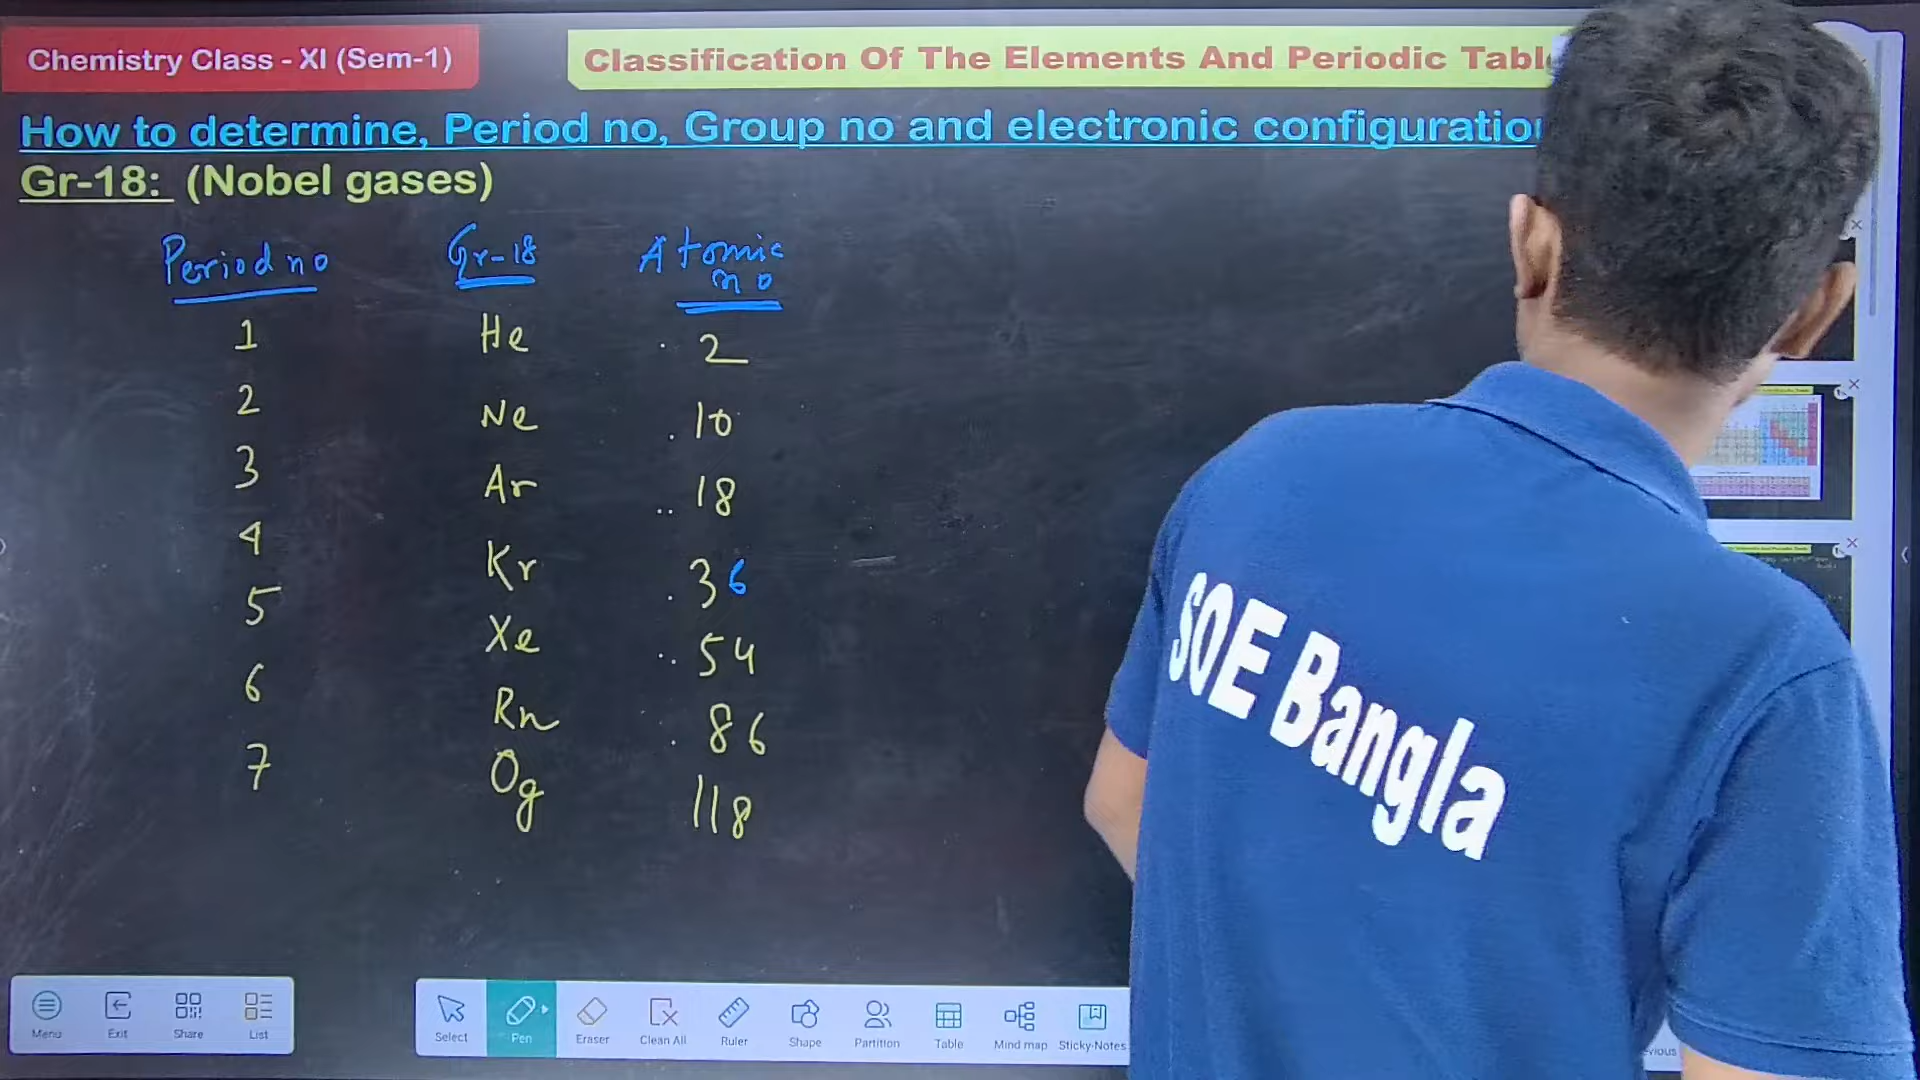 Chemistry Class - XI (Sem-1)
Classification Of The Elements And Periodic Tabl
How to determine, Period no, Group no and electronic configuratio
Gr-18: (Nobel gases)
Period no Gr-18 Atomic no
1 He 2
2 Ne 10
3 Ar 18
4 Kr 36
5 Xe 54
6 Rn 86
7 Og 118
SOE Bangla
Menu Exit Share List Select Pen Eraser Clean All Ruler Shape Partition Table Mind map Sticky-Notes